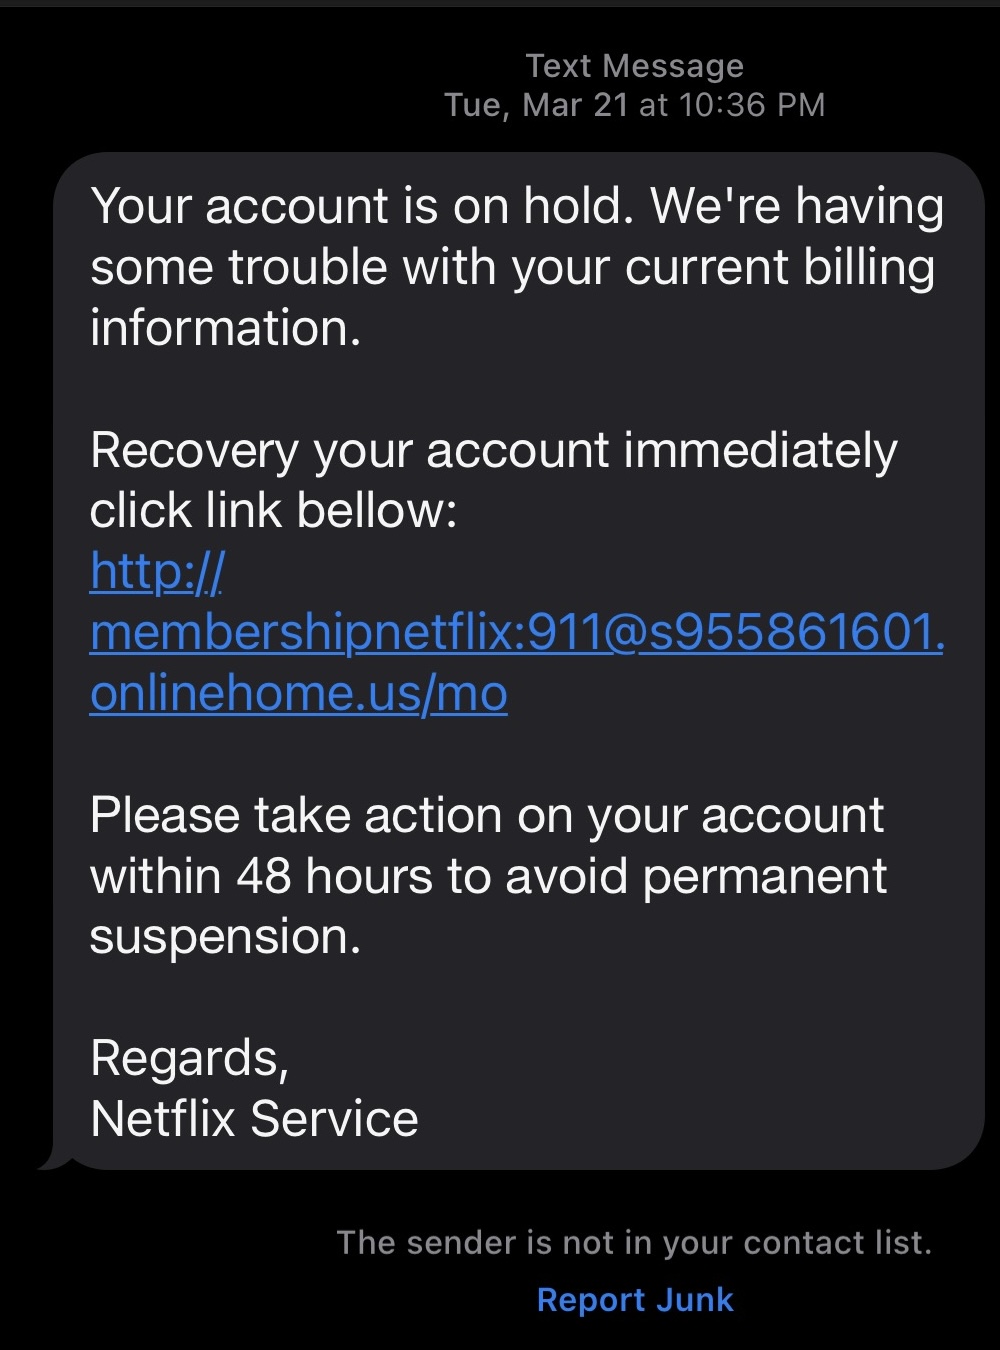 Text Message
Tue, Mar 21 at 10:36 PM
Your account is on hold. We're having
some trouble with your current billing
information.
Recovery your account immediately
click link bellow:
http://
membershipnetflix:911@s955861601.
onlinehome.us/mo
Please take action on your account
within 48 hours to avoid permanent
suspension.
Regards,
Netflix Service
The sender is not in your contact list.
Report Junk